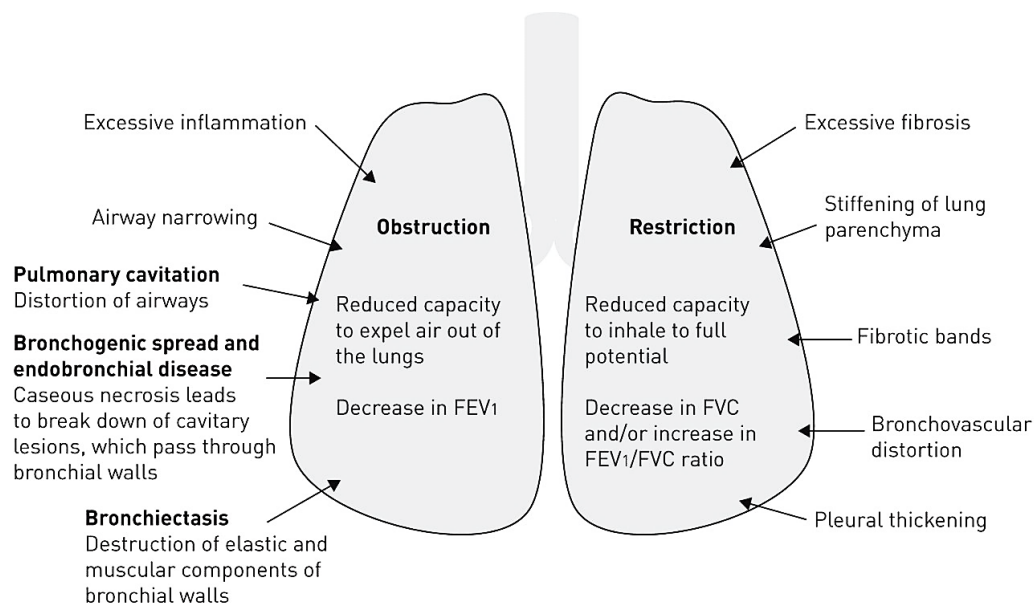 Excessive inflammation
Airway narrowing
Pulmonary cavitation
Distortion of airways
Bronchogenic spread and
endobronchial disease
Caseous necrosis leads
to break down of cavitary
lesions, which pass through
bronchial walls
Bronchiectasis
Destruction of elastic and
muscular components of
bronchial walls
Obstruction
Reduced capacity
to expel air out of
the lungs
Decrease in FEV1
Restriction
Reduced capacity
to inhale to full
potential
Decrease in FVC
and/or increase in
FEV1/FVC ratio
Excessive fibrosis
Stiffening of lung
parenchyma
Fibrotic bands
Bronchovascular
distortion
Pleural thickening